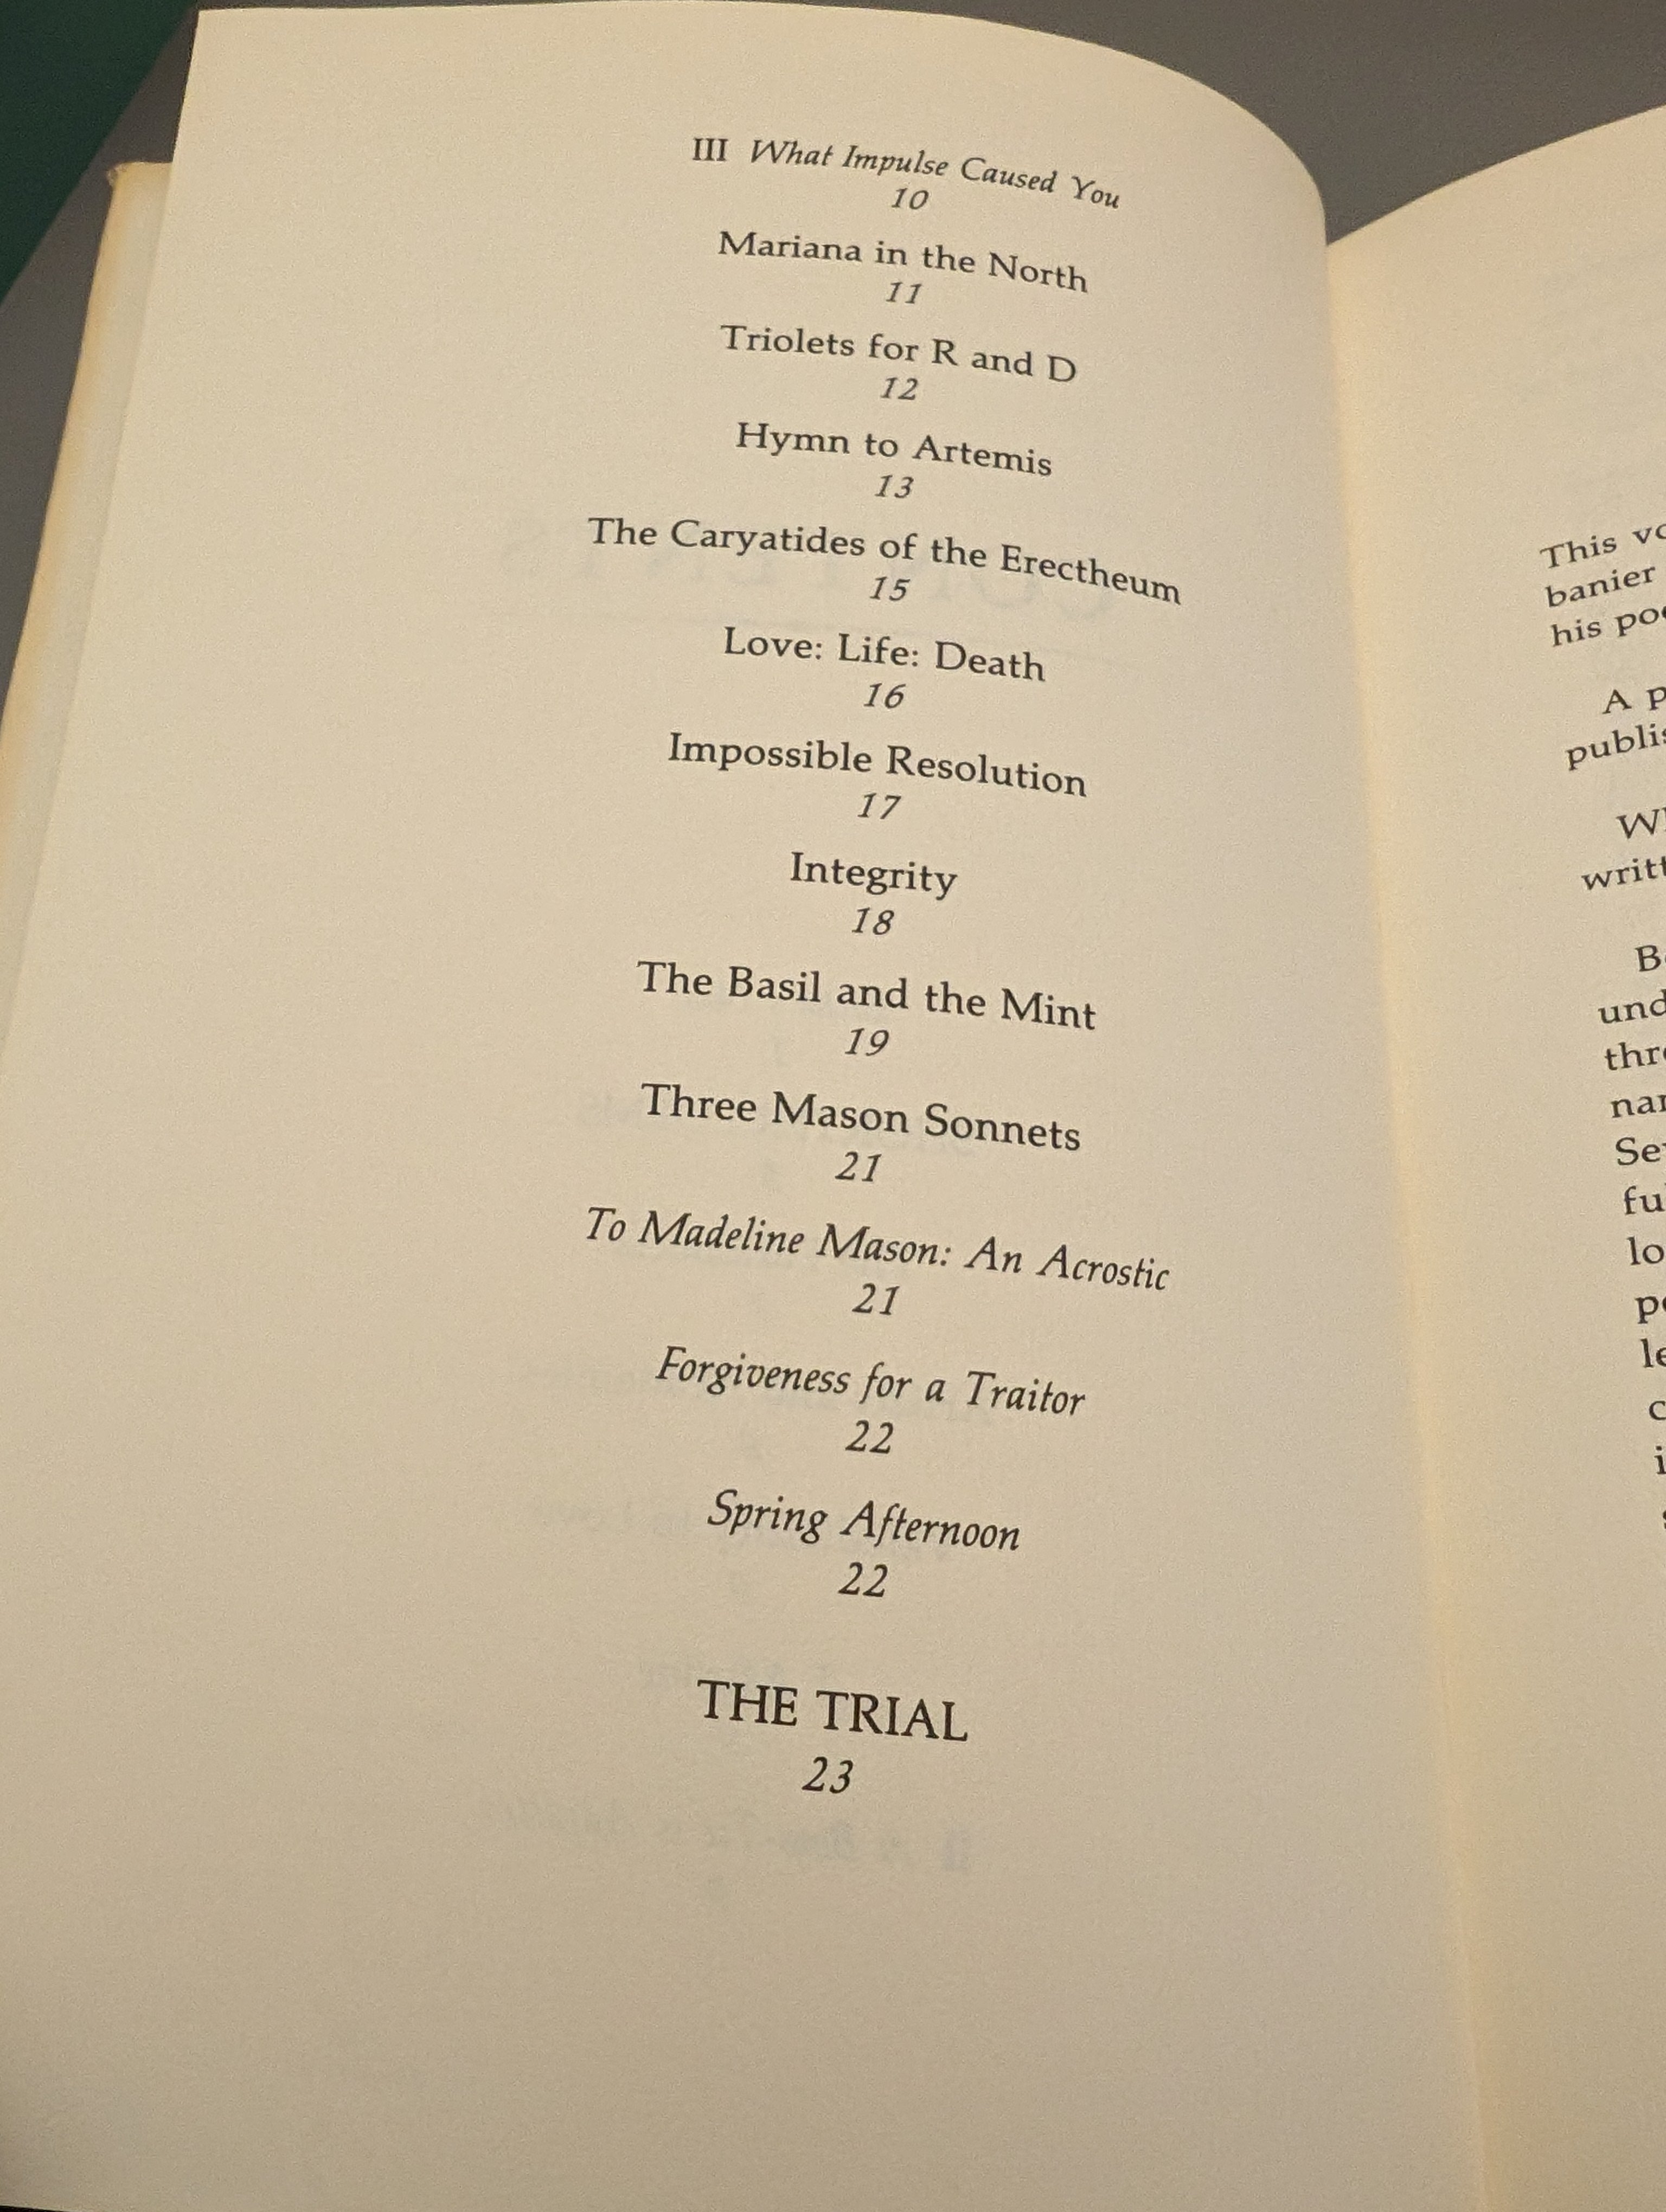 III What Impulse Caused You
10
Mariana in the North
11
Triolets for R and D
12
Hymn to Artemis
13
The Caryatides of the Erectheum
15
Love: Life: Death
16
Impossible Resolution
17
Integrity
18
The Basil and the Mint
19
Three Mason Sonnets
21
To Madeline Mason: An Acrostic
21
Forgiveness for a Traitor
22
Spring Afternoon
22
THE TRIAL
23
This
banier
his
A